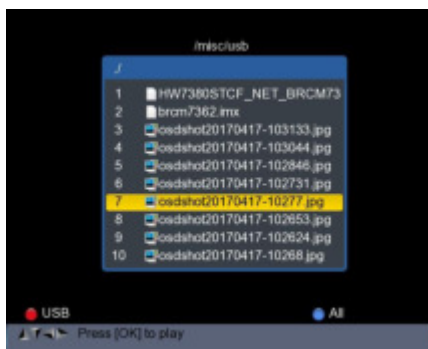 /misc/usb
./
1 HW7380STCF_NET_BRCM73
2 brcm7362.imx
3 osdshot20170417-103133.jpg
4 osdshot20170417-103044.jpg
5 osdshot20170417-102846.jpg
6 osdshot20170417-102731.jpg
7 osdshot20170417-10277.jpg
8 osdshot20170417-102653.jpg
9 osdshot20170417-102624.jpg
10 osdshot20170417-10268.jpg
USB All
Press [OK] to play